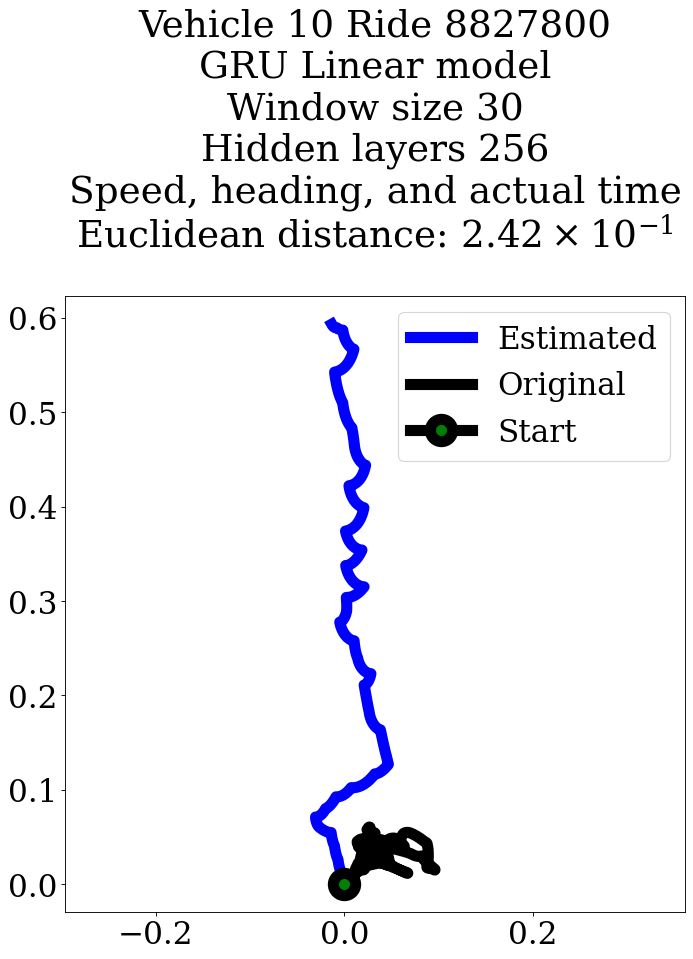 Vehicle 10 Ride 8827800
GRU Linear model
Window size 30
Hidden layers 256
Speed, heading, and actual time
Euclidean distance: 2.42 × 10⁻¹
0.6
0.5
0.4
0.3
0.2
0.1
0.0
Estimated
Original
Start
−0.2 0.0 0.2